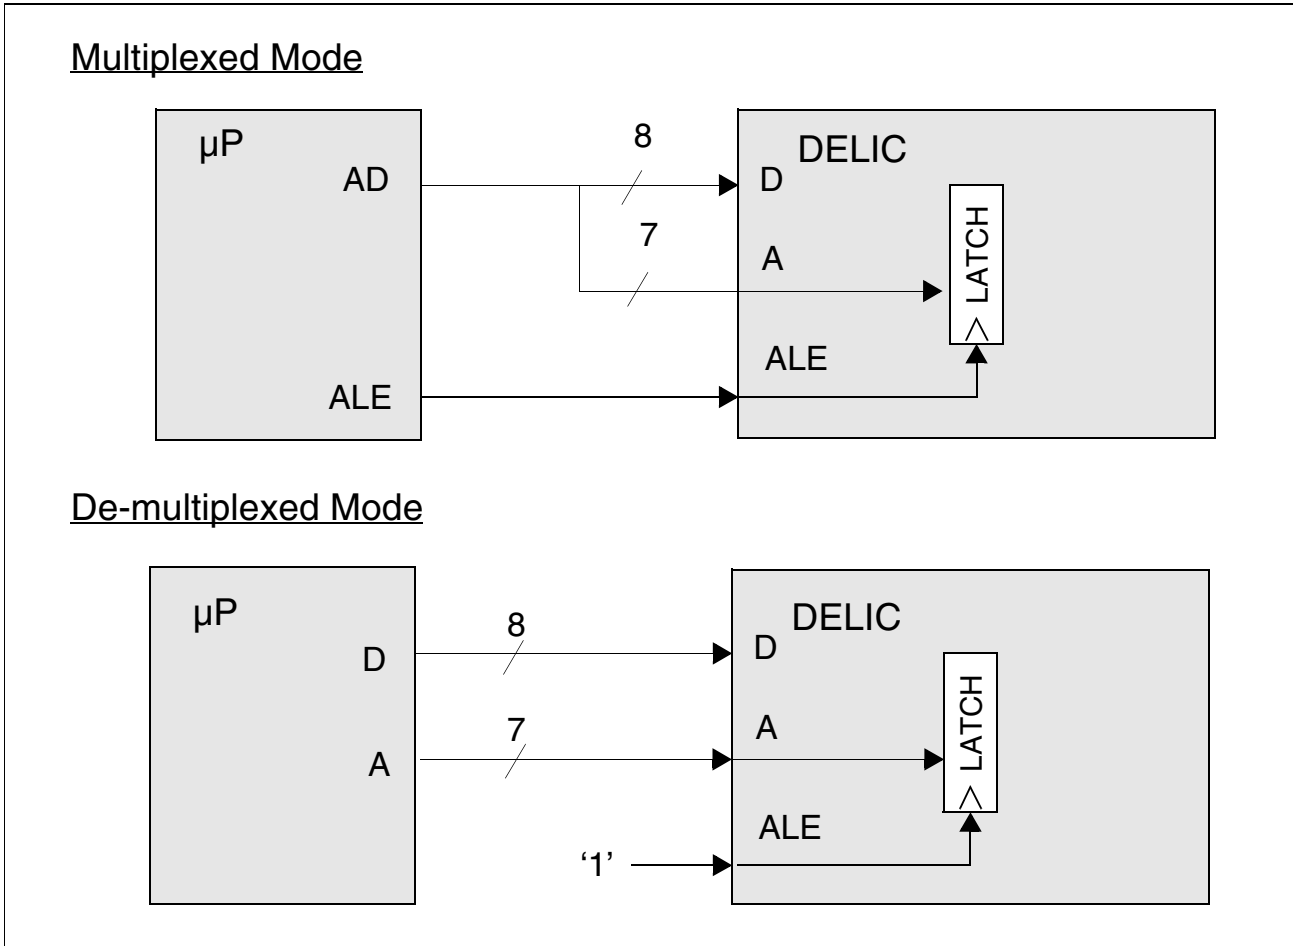 Multiplexed Mode
µP
8
DELIC
AD
D
7
A
LATCH
ALE
ALE
De-multiplexed Mode
µP
8
DELIC
D
D
7
A
A
LATCH
ALE
‘1’